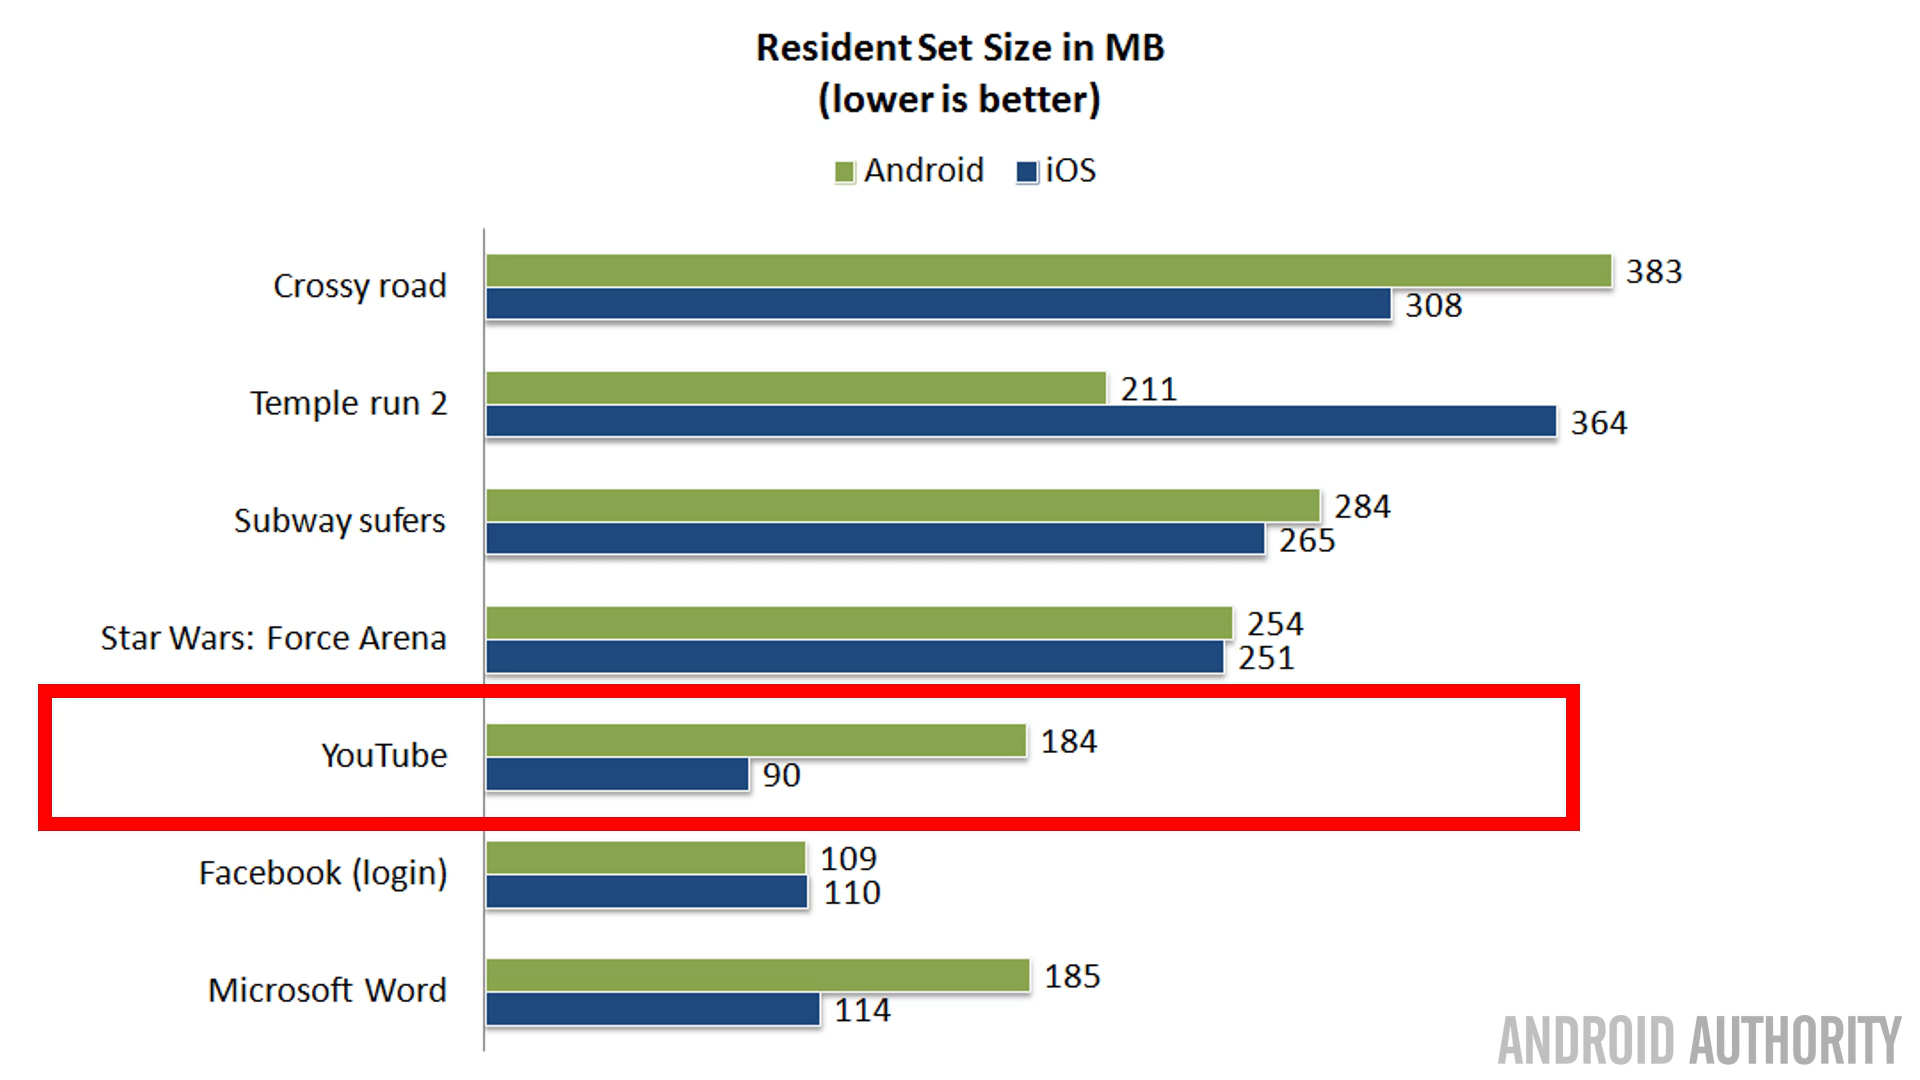 Resident Set Size in MB
(lower is better)
Android iOS
Crossy road 383
308
Temple run 2 211
364
Subway sufers 284
265
Star Wars: Force Arena 254
251
YouTube 184
90
Facebook (login) 109
110
Microsoft Word 185
114
ANDROID AUTHORITY